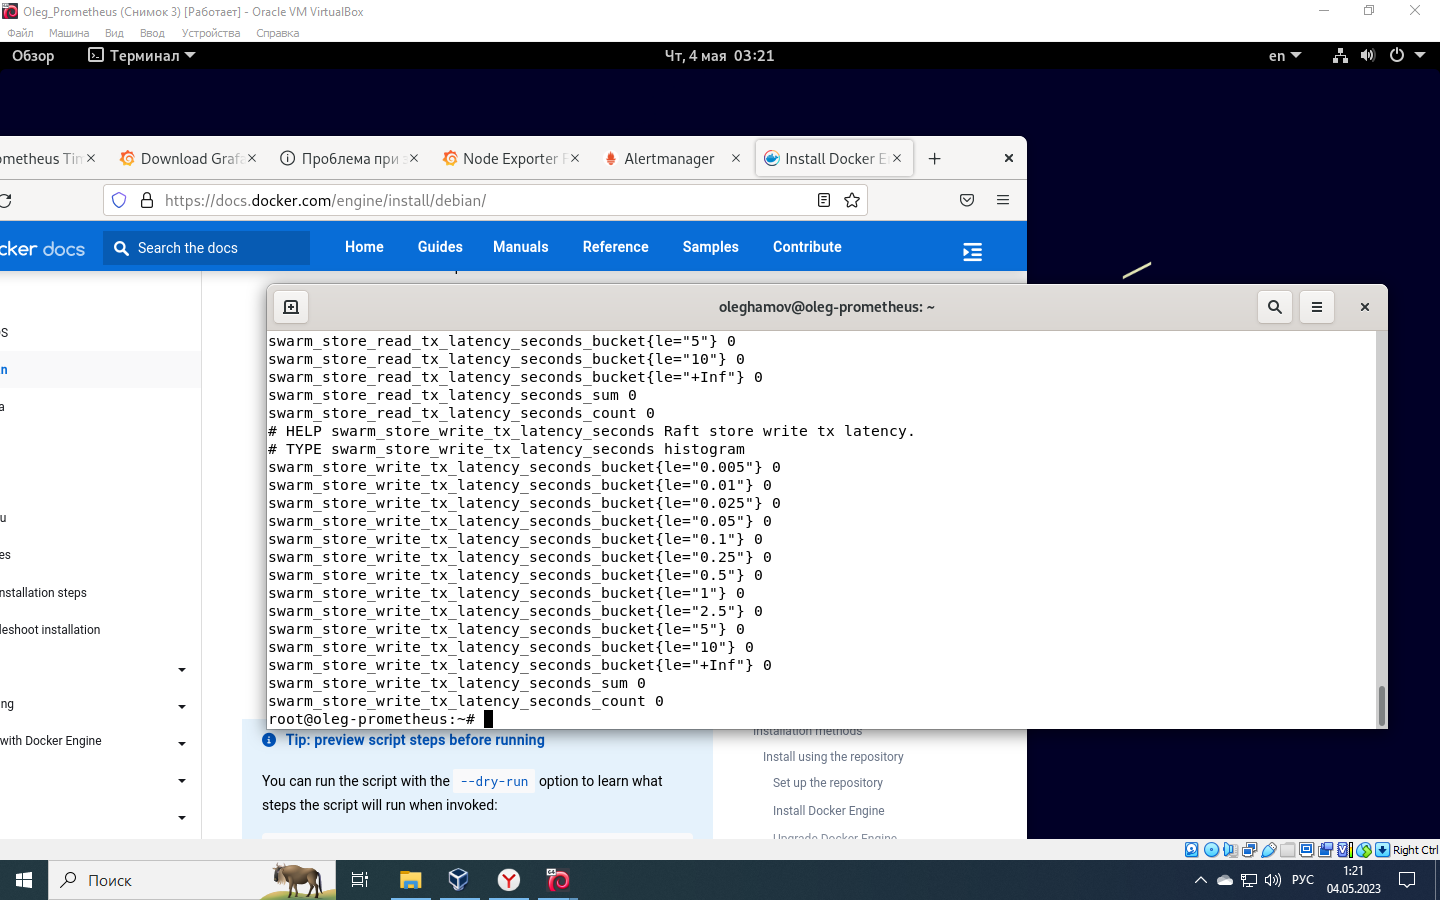 Oleg_Prometheus (Снимок 3) [Работает] - Oracle VM VirtualBox
Файл Машина Вид Ввод Устройства Справка
Обзор Терминал Чт, 4 мая 03:21 en
ometheus Tim Download Grafa Проблема при Node Exporter F Alertmanager Install Docker E
https://docs.docker.com/engine/install/debian/
cker docs Search the docs Home Guides Manuals Reference Samples Contribute
oleghamov@oleg-prometheus: ~
swarm_store_read_tx_latency_seconds_bucket{le="5"} 0
swarm_store_read_tx_latency_seconds_bucket{le="10"} 0
swarm_store_read_tx_latency_seconds_bucket{le="+Inf"} 0
swarm_store_read_tx_latency_seconds_sum 0
swarm_store_read_tx_latency_seconds_count 0
# HELP swarm_store_write_tx_latency_seconds Raft store write tx latency.
# TYPE swarm_store_write_tx_latency_seconds histogram
swarm_store_write_tx_latency_seconds_bucket{le="0.005"} 0
swarm_store_write_tx_latency_seconds_bucket{le="0.01"} 0
swarm_store_write_tx_latency_seconds_bucket{le="0.025"} 0
swarm_store_write_tx_latency_seconds_bucket{le="0.05"} 0
swarm_store_write_tx_latency_seconds_bucket{le="0.1"} 0
swarm_store_write_tx_latency_seconds_bucket{le="0.25"} 0
swarm_store_write_tx_latency_seconds_bucket{le="0.5"} 0
swarm_store_write_tx_latency_seconds_bucket{le="1"} 0
swarm_store_write_tx_latency_seconds_bucket{le="2.5"} 0
swarm_store_write_tx_latency_seconds_bucket{le="5"} 0
swarm_store_write_tx_latency_seconds_bucket{le="10"} 0
swarm_store_write_tx_latency_seconds_bucket{le="+Inf"} 0
swarm_store_write_tx_latency_seconds_sum 0
swarm_store_write_tx_latency_seconds_count 0
root@oleg-prometheus:~#
s
n
a
u
es
nstallation steps
leshoot installation
ng
with Docker Engine
Tip: preview script steps before running
You can run the script with the --dry-run option to learn what
steps the script will run when invoked:
Installation methods
Install using the repository
Set up the repository
Install Docker Engine
Upgrade Docker Engine
Right Ctrl
Поиск
РУС
1:21
04.05.2023